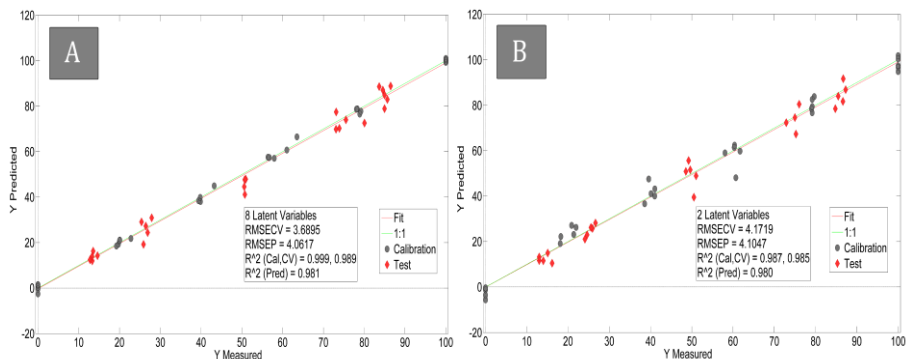 A
120
100
80
60
40
20
0
-20
Y Predicted
8 Latent Variables
RMSECV = 3.6895
RMSEP = 4.0617
R^2 (Cal,CV) = 0.999, 0.989
R^2 (Pred) = 0.981
Fit
1:1
Calibration
Test
0 10 20 30 40 50 60 70 80 90 100
Y Measured
B
120
100
80
60
40
20
0
-20
Y Predicted
2 Latent Variables
RMSECV = 4.1719
RMSEP = 4.1047
R^2 (Cal,CV) = 0.987, 0.985
R^2 (Pred) = 0.980
Fit
1:1
Calibration
Test
0 10 20 30 40 50 60 70 80 90 100
Y Measured